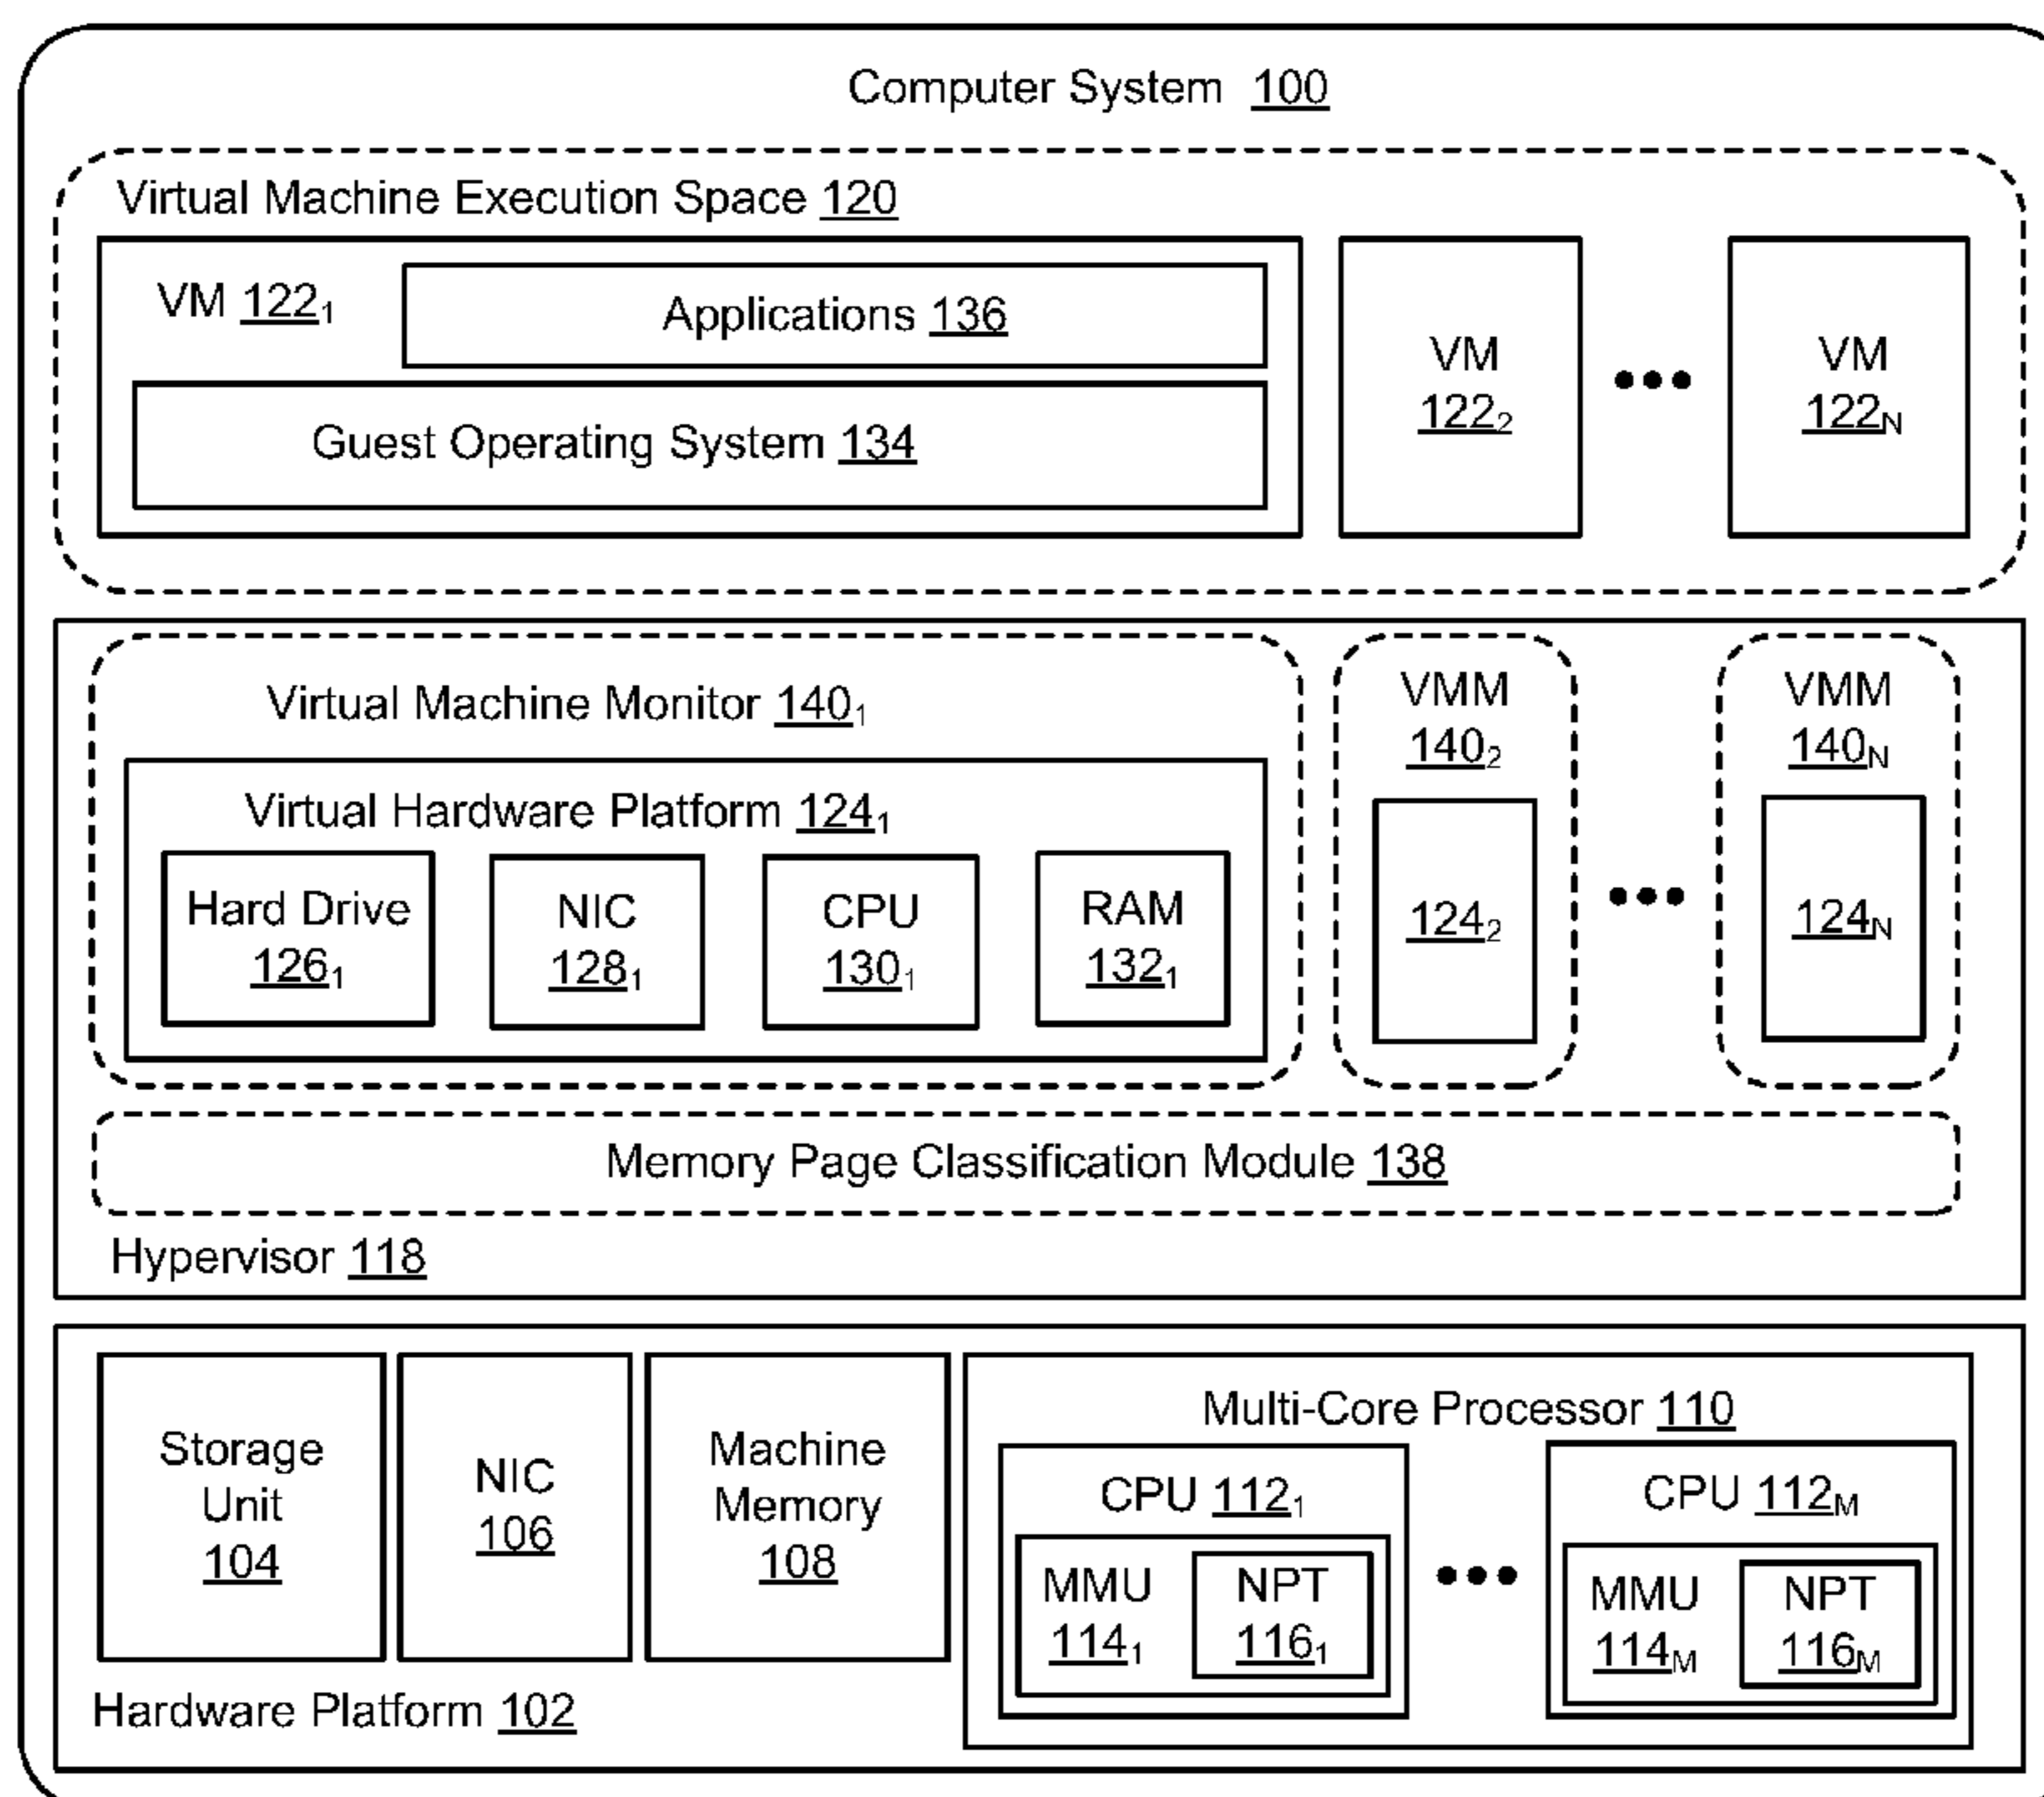 Computer System 100
Virtual Machine Execution Space 120
VM 122₁
Applications 136
Guest Operating System 134
VM
122₂
VM
122N
Virtual Machine Monitor 140₁
Virtual Hardware Platform 124₁
Hard Drive
126₁
NIC
128₁
CPU
130₁
RAM
132₁
VMM
140₂
124₂
VMM
140N
124N
Memory Page Classification Module 138
Hypervisor 118
Storage
Unit
104
NIC
106
Machine
Memory
108
Multi-Core Processor 110
CPU 112₁
MMU
114₁
NPT
116₁
CPU 112M
MMU
114M
NPT
116M
Hardware Platform 102